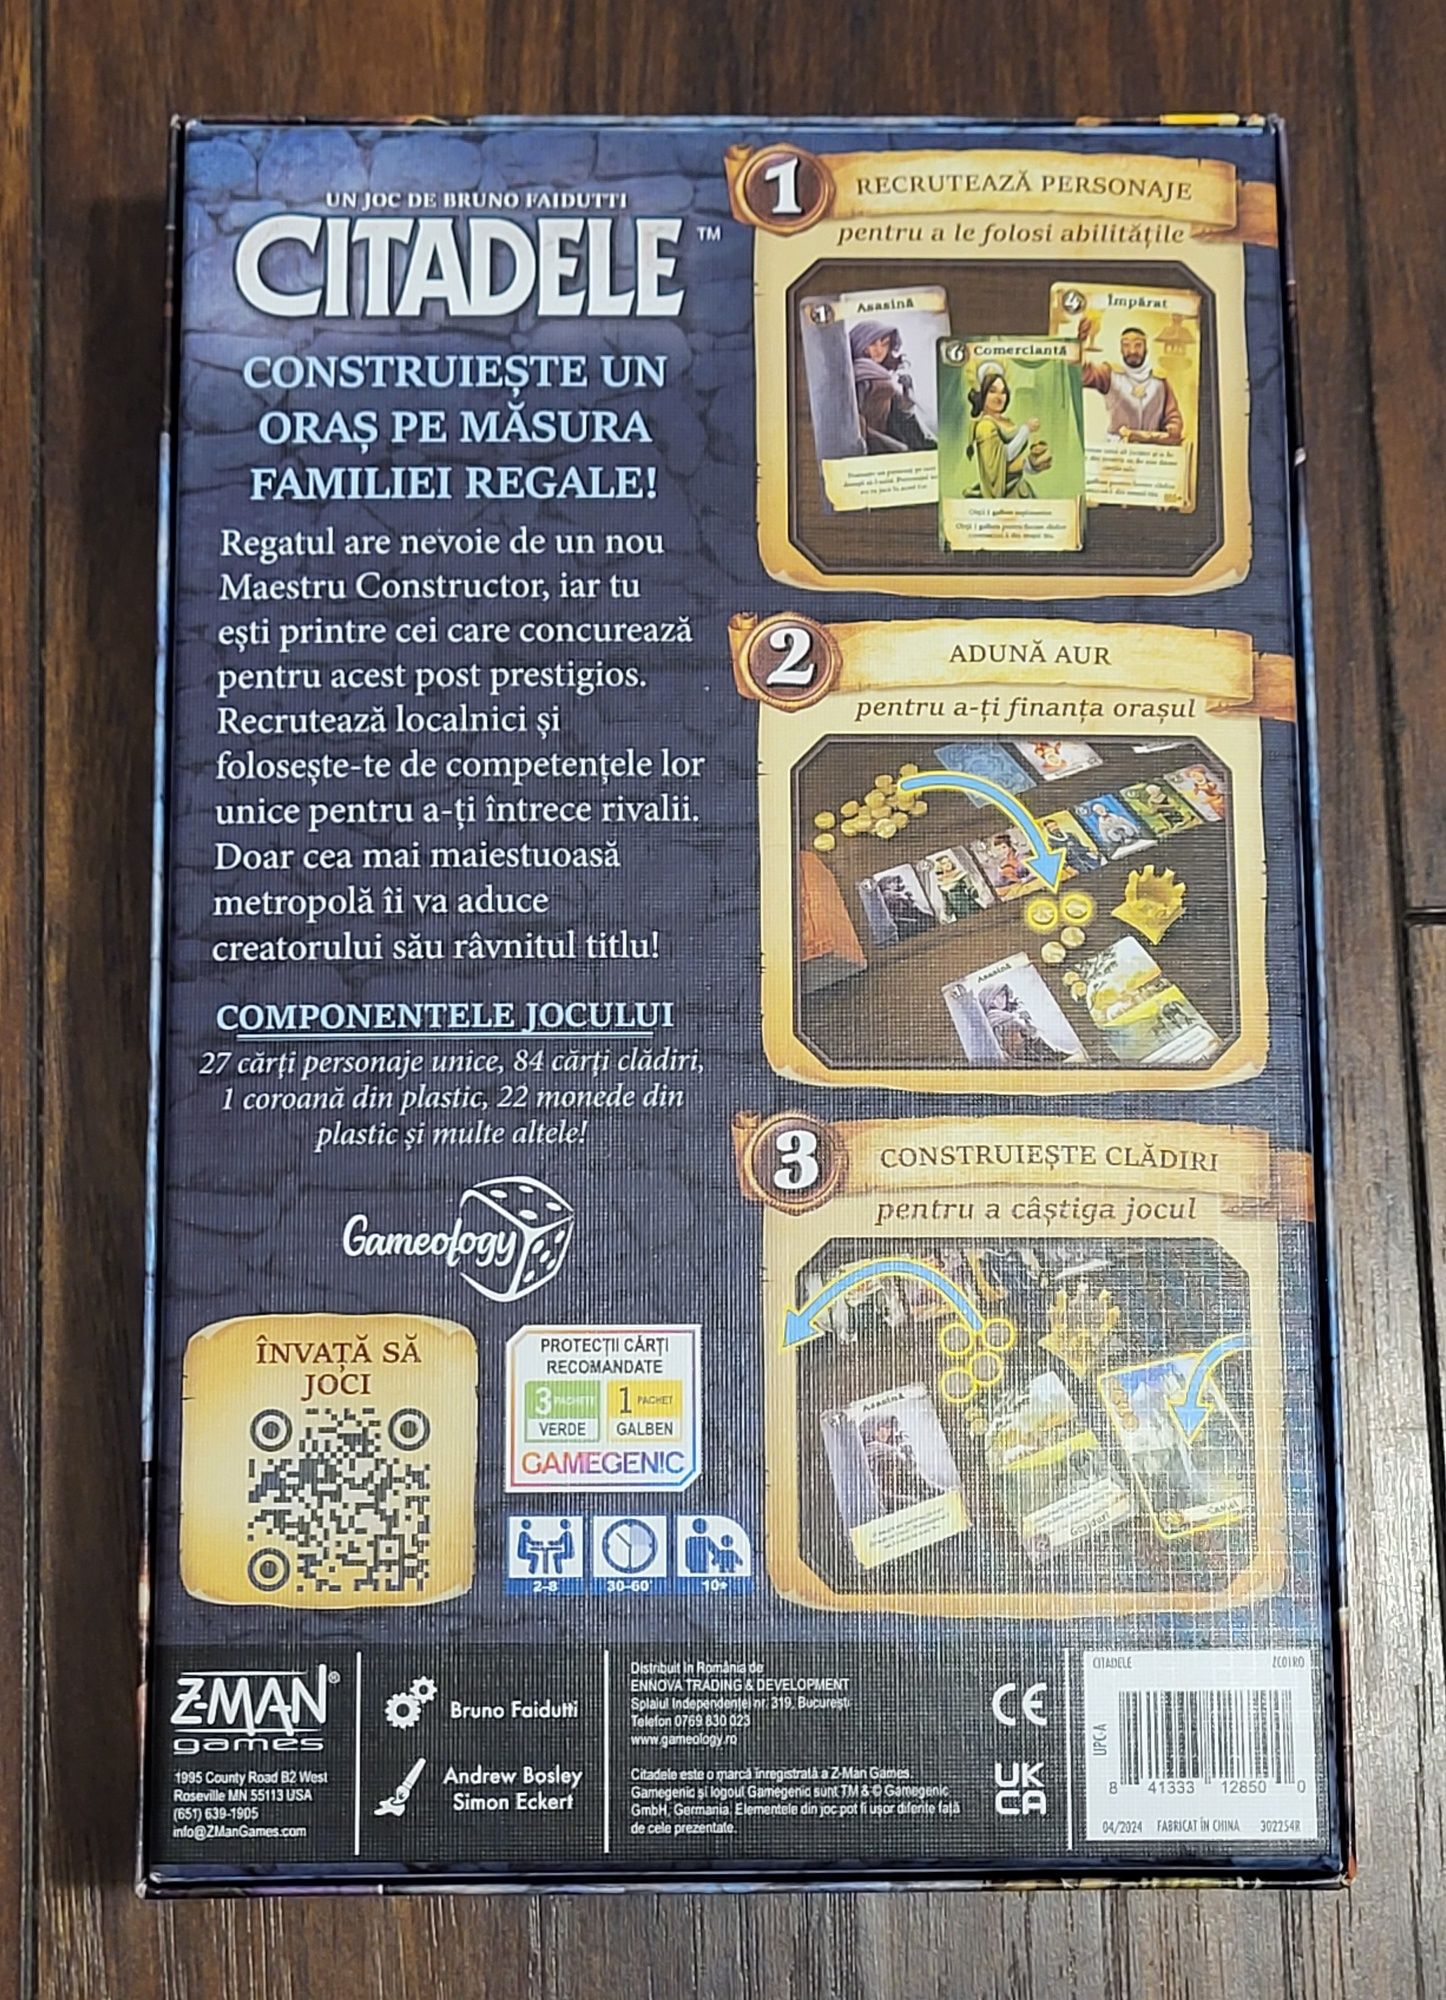 UN JOC DE BRUNO FAIDUTTI
CITADELE™
CONSTRUIEȘTE UN
ORAȘ PE MĂSURA
FAMILIEI REGALE!
Regatul are nevoie de un nou
Maestru Constructor, iar tu
ești printre cei care concurează
pentru acest post prestigios.
Recrutează localnici și
folosește-te de competențele lor
unice pentru a-ți întrece rivalii.
Doar cea mai maiestuoasă
metropolă îi va aduce
creatorului său râvnitul titlu!
COMPONENTELE JOCULUI
27 cărți personaje unice, 84 cărți clădiri,
1 coroană din plastic, 22 monede din
plastic și multe altele!
Gameology
ÎNVAȚĂ SĂ
JOCI
PROTECȚII CĂRȚI
RECOMANDATE
3 PACHETE 1 PACHET
VERDE GALBEN
GAMEGENIC
2-8 30-60 10+
1 RECRUTEAZĂ PERSONAJE
pentru a le folosi abilitățile
1 Asasină
4 Împărat
6 Comerciantă
2 ADUNĂ AUR
pentru a-ți finanța orașul
Asasină
3 CONSTRUIEȘTE CLĂDIRI
pentru a câștiga jocul
Asasină
Z-MAN®
games
1995 County Road B2 West
Roseville MN 55113 USA
(651) 639-1905
info@ZManGames.com
Bruno Faidutti
Andrew Bosley
Simon Eckert
Distribuit în România de
ENNOVA TRADING & DEVELOPMENT
Splaiul Independenței nr. 319, București
Telefon 0769 830 023
www.gameology.ro
Citadele este o marcă înregistrată a Z-Man Games.
Gamegenic și logoul Gamegenic sunt TM & © Gamegenic
GmbH, Germania. Elementele din joc pot fi ușor diferite față
de cele prezentate.
CE
UK
CA
CITADELE ZC01RO
UPC-A
8 41333 12850 0
04/2024 FABRICAT ÎN CHINA 302254R